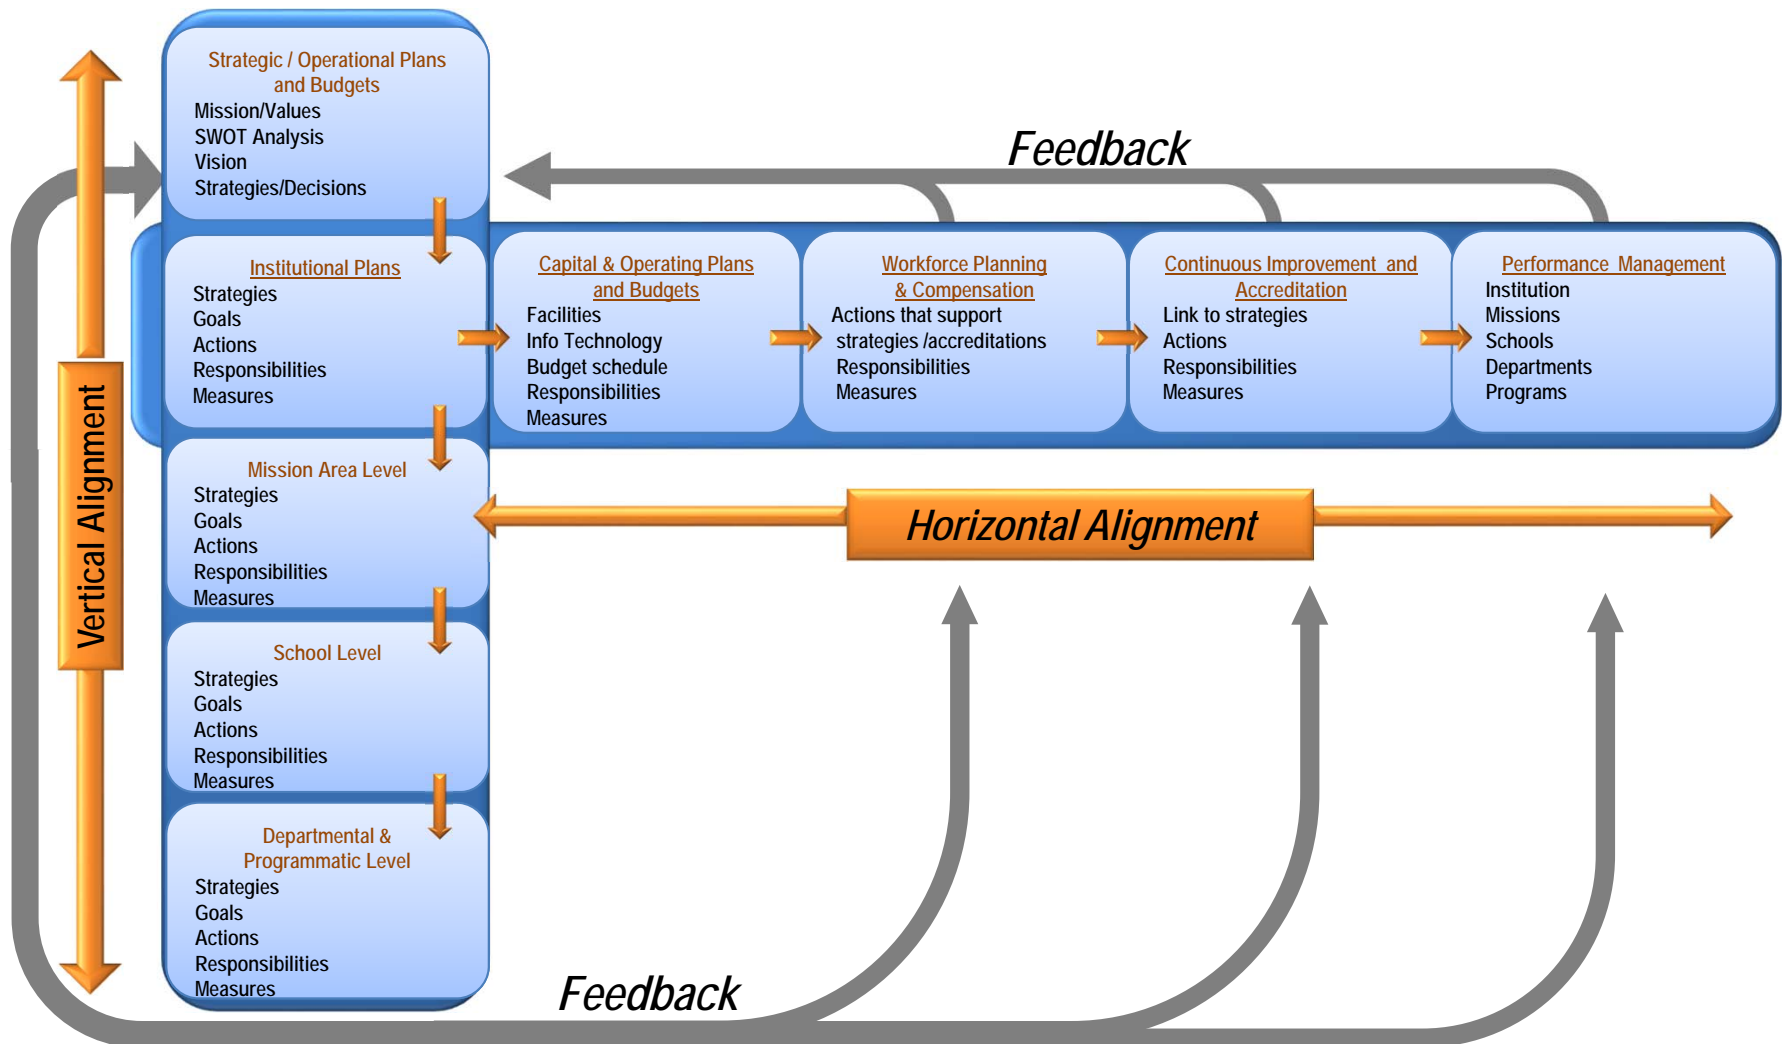 Strategic / Operational Plans
and Budgets
Mission/Values
SWOT Analysis
Vision
Strategies/Decisions
Feedback
Institutional Plans
Strategies
Goals
Actions
Responsibilities
Measures
Capital & Operating Plans
and Budgets
Facilities
Info Technology
Budget schedule
Responsibilities
Measures
Workforce Planning
& Compensation
Actions that support
strategies /accreditations
Responsibilities
Measures
Continuous Improvement and
Accreditation
Link to strategies
Actions
Responsibilities
Measures
Performance Management
Institution
Missions
Schools
Departments
Programs
Vertical Alignment
Mission Area Level
Strategies
Goals
Actions
Responsibilities
Measures
Horizontal Alignment
School Level
Strategies
Goals
Actions
Responsibilities
Measures
Departmental &
Programmatic Level
Strategies
Goals
Actions
Responsibilities
Measures
Feedback